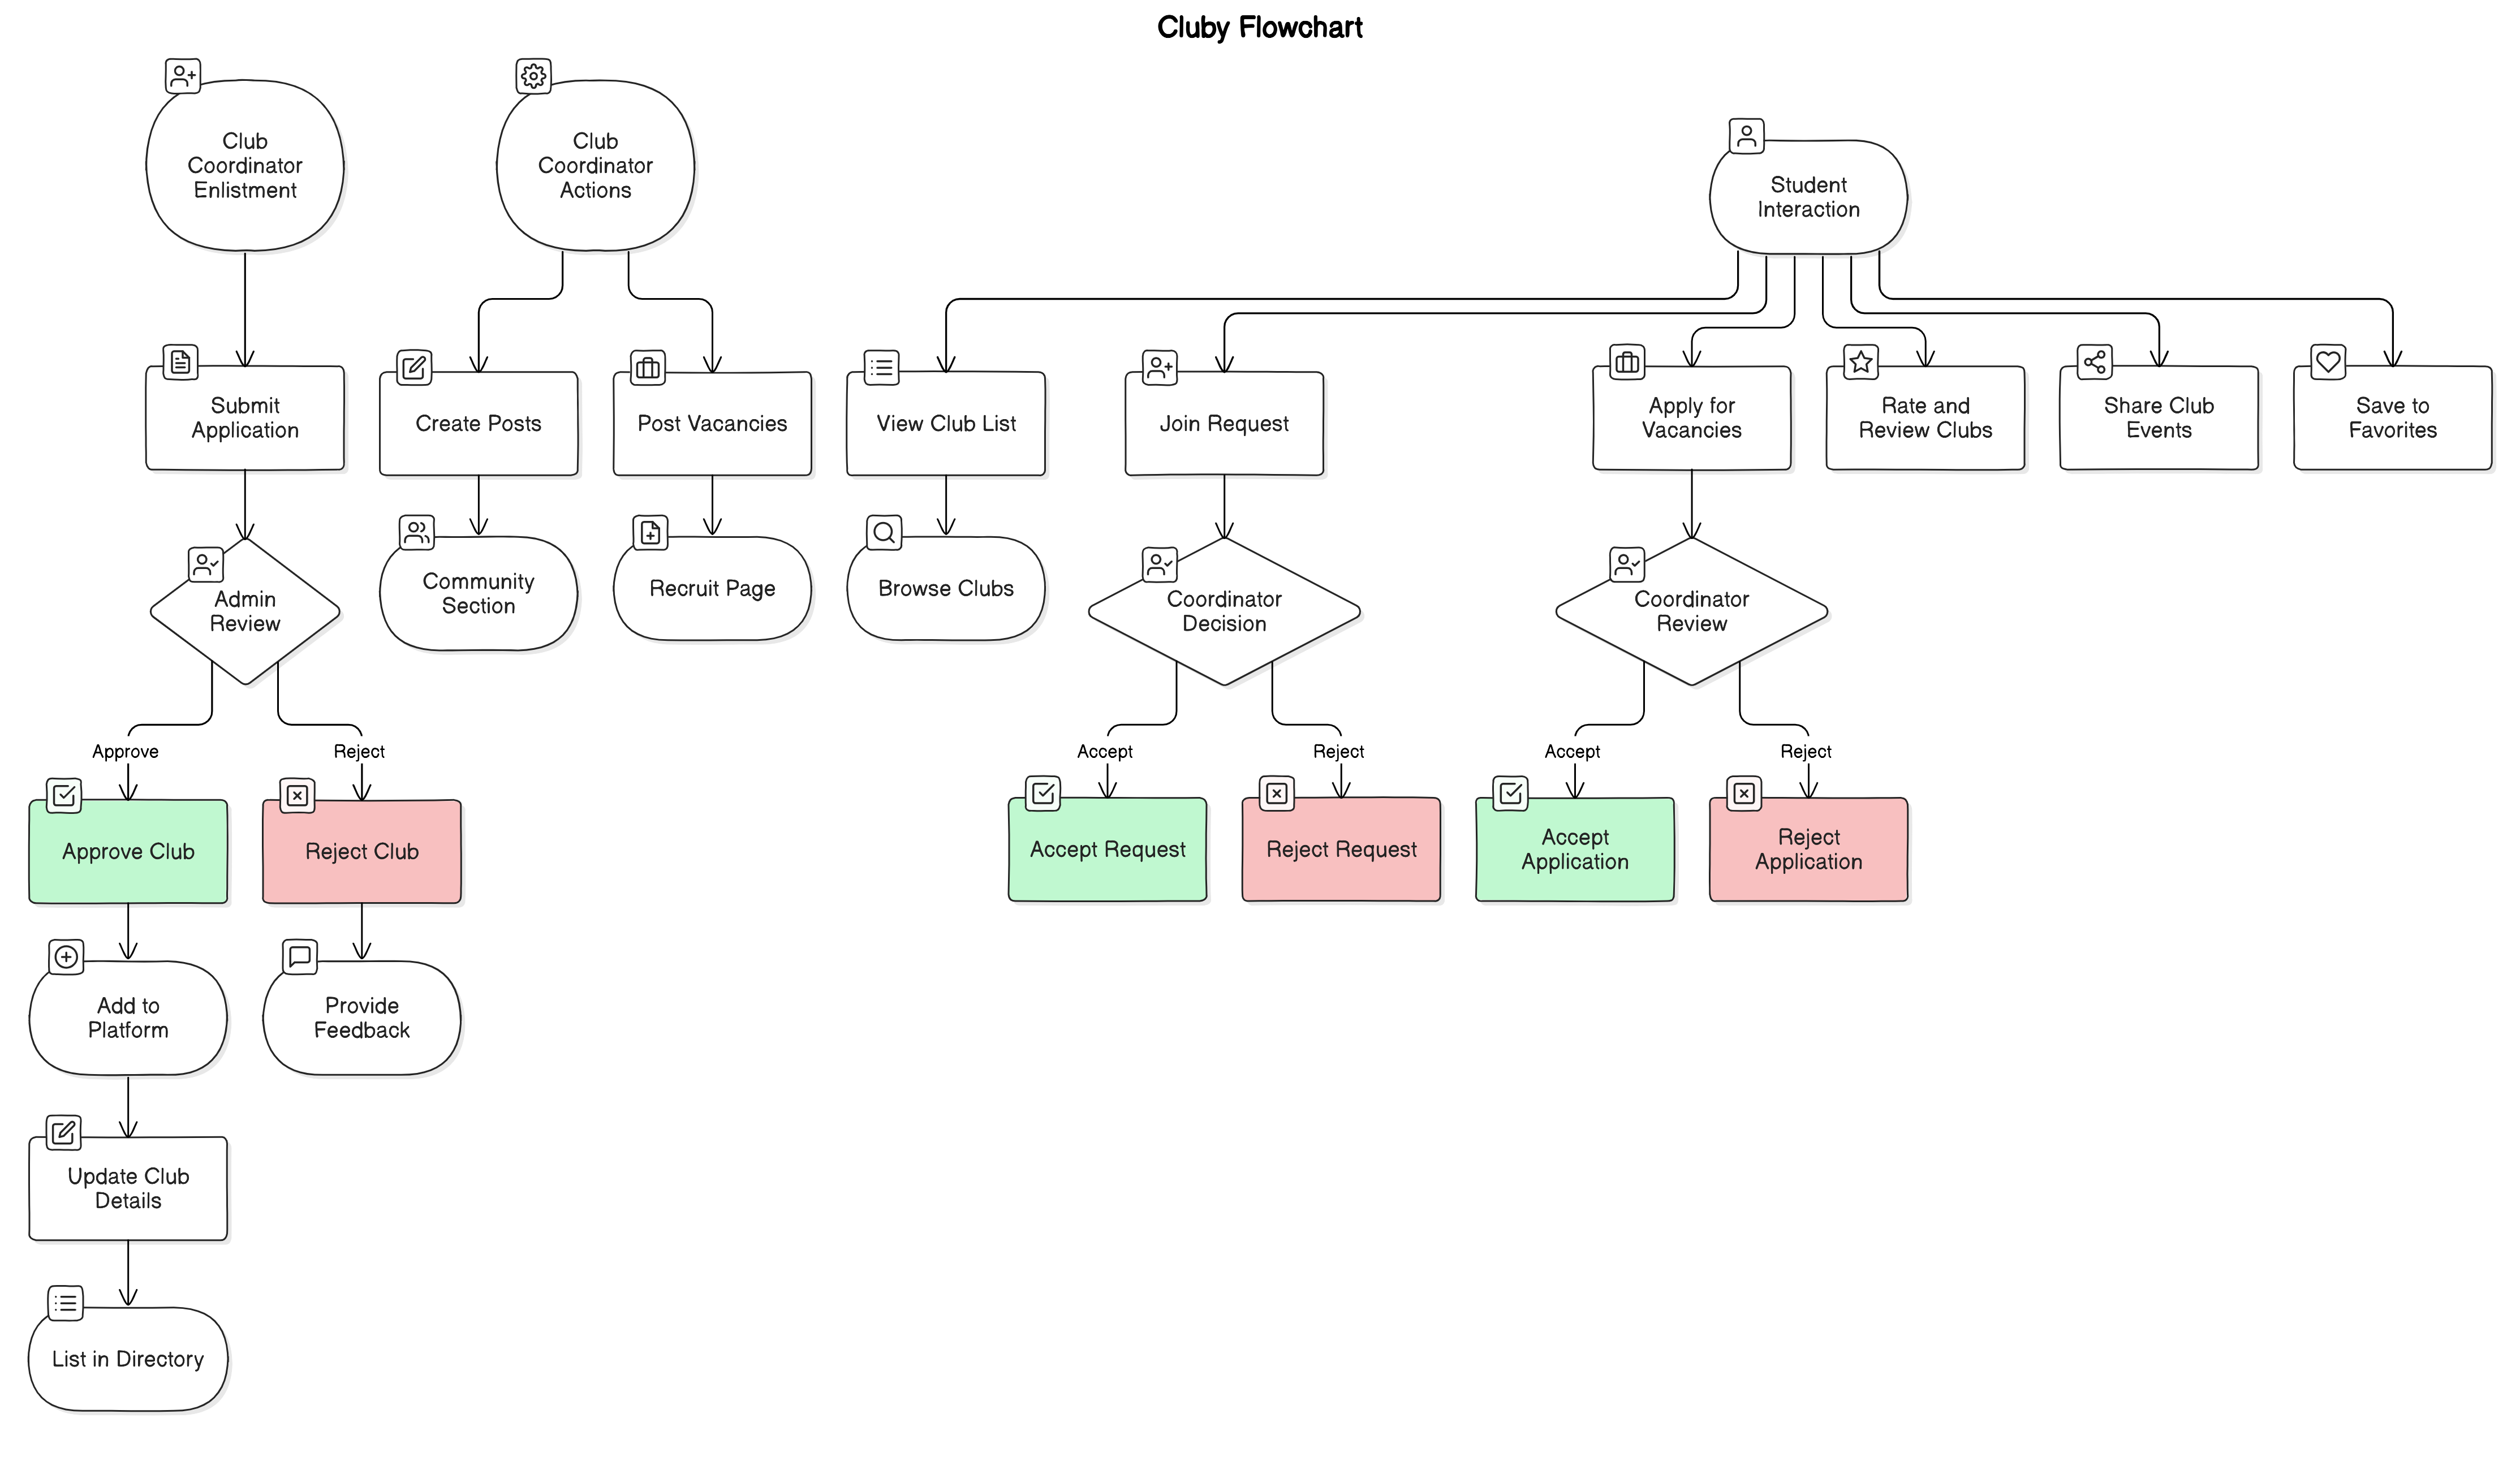 Cluby Flowchart
Club
Coordinator
Enlistment
Club
Coordinator
Actions
Student
Interaction
Submit
Application
Create Posts
Post Vacancies
View Club List
Join Request
Apply for
Vacancies
Rate and
Review Clubs
Share Club
Events
Save to
Favorites
Admin
Review
Community
Section
Recruit Page
Browse Clubs
Coordinator
Decision
Coordinator
Review
Approve
Reject
Accept
Reject
Accept
Reject
Approve Club
Reject Club
Accept Request
Reject Request
Accept
Application
Reject
Application
Add to
Platform
Provide
Feedback
Update Club
Details
List in Directory